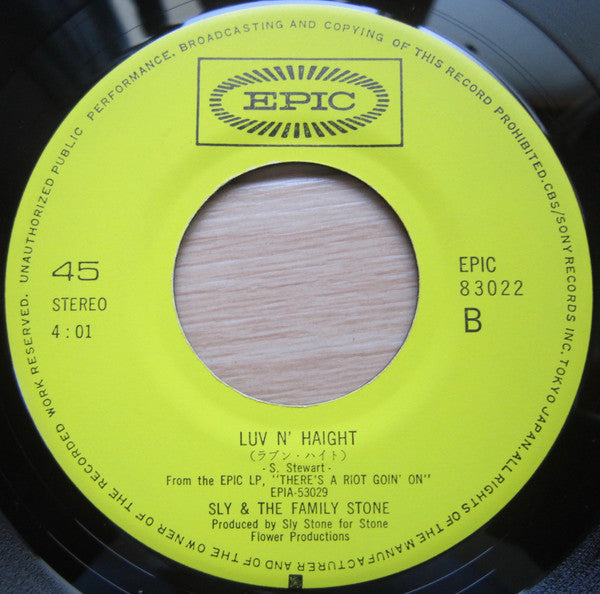 UNAUTHORIZED PUBLIC PERFORMANCE, BROADCASTING AND COPYING OF THIS RECORD PROHIBITED. CBS/SONY RECORDS INC. TOKYO JAPAN. ALL RIGHTS OF THE MANUFACTURER AND OF THE OWNER OF THE RECORDED WORK RESERVED.
EPIC
45
STEREO
4:01
EPIC
83022
B
LUV N' HAIGHT
(ラブン・ハイト)
- S. Stewart -
From the EPIC LP, "THERE'S A RIOT GOIN' ON"
EPIA-53029
SLY & THE FAMILY STONE
Produced by Sly Stone for Stone
Flower Productions